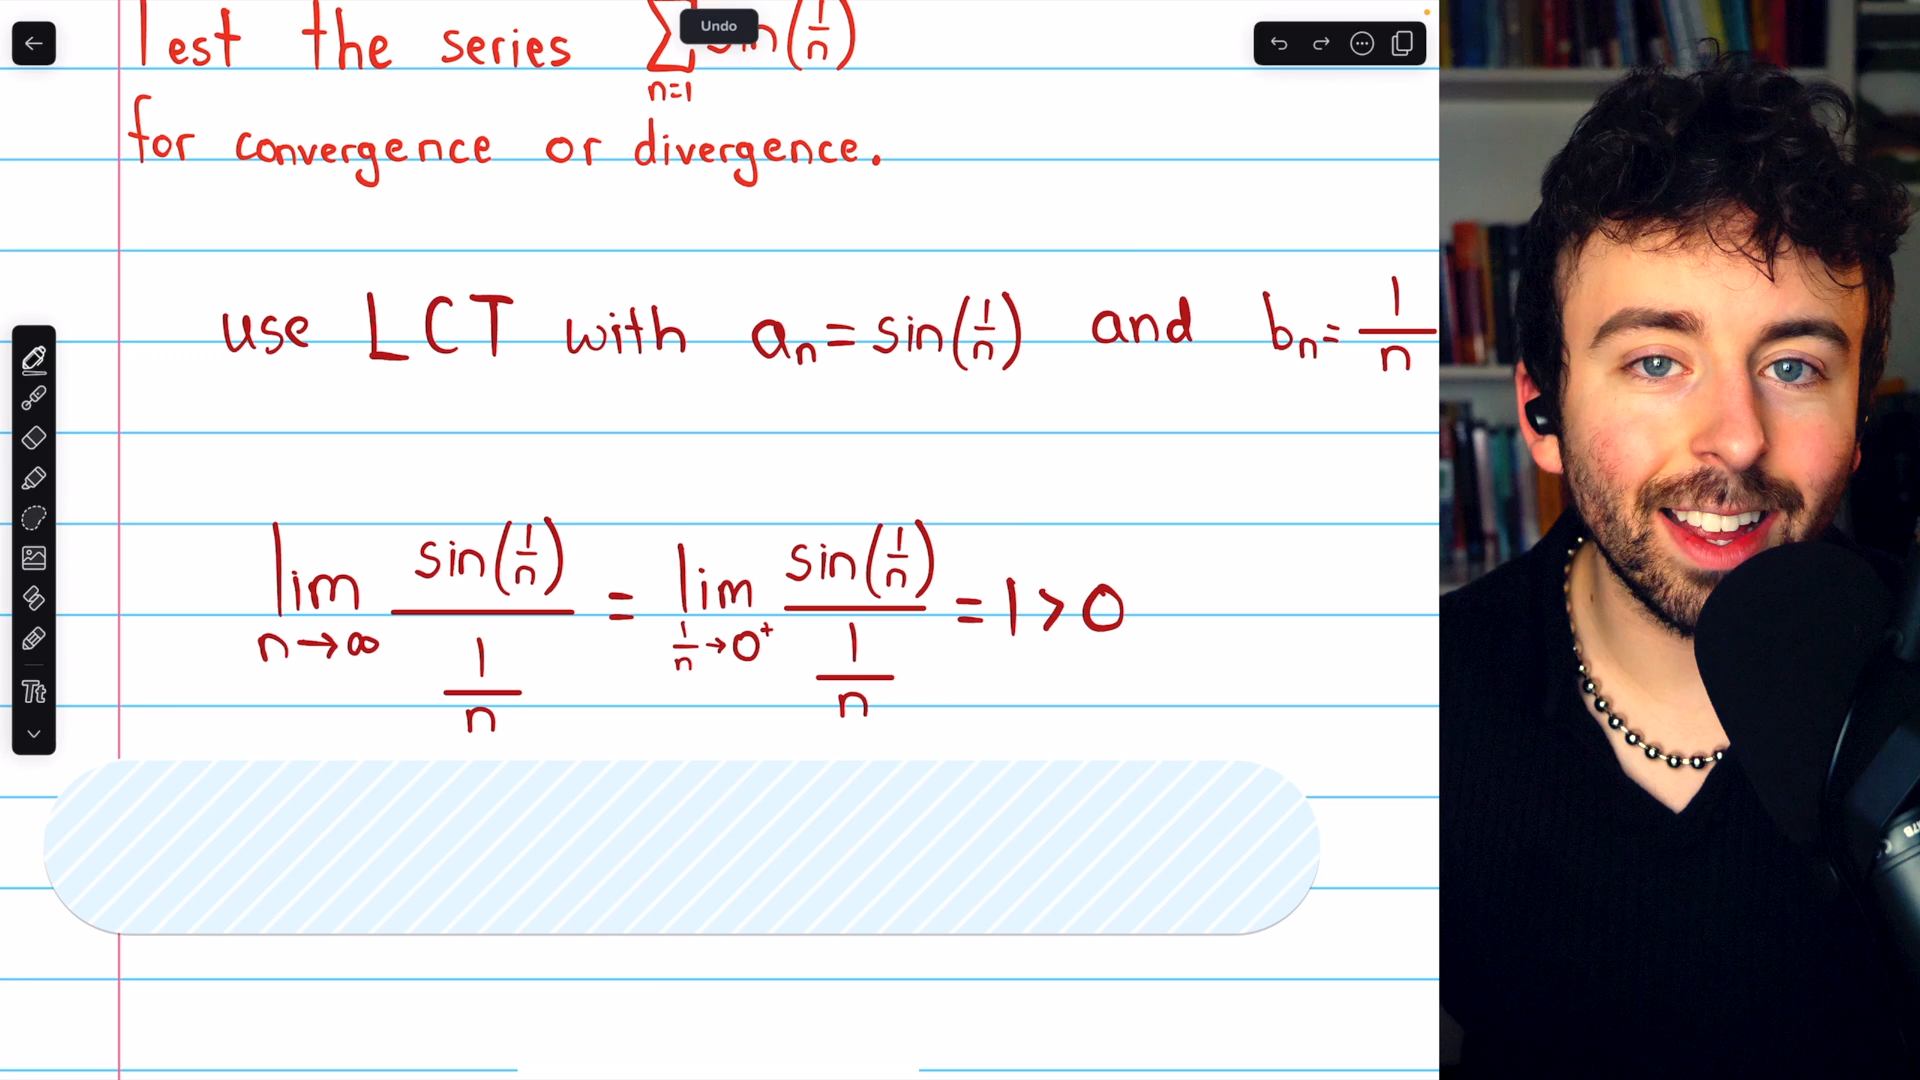 Test the series ∑ sin(1/n)
n=1
Undo
for convergence or divergence.
use LCT with aₙ = sin(1/n) and bₙ = 1/n
lim n→∞ sin(1/n) / (1/n) = lim 1/n→0⁺ sin(1/n) / (1/n) = 1 > 0
Tt